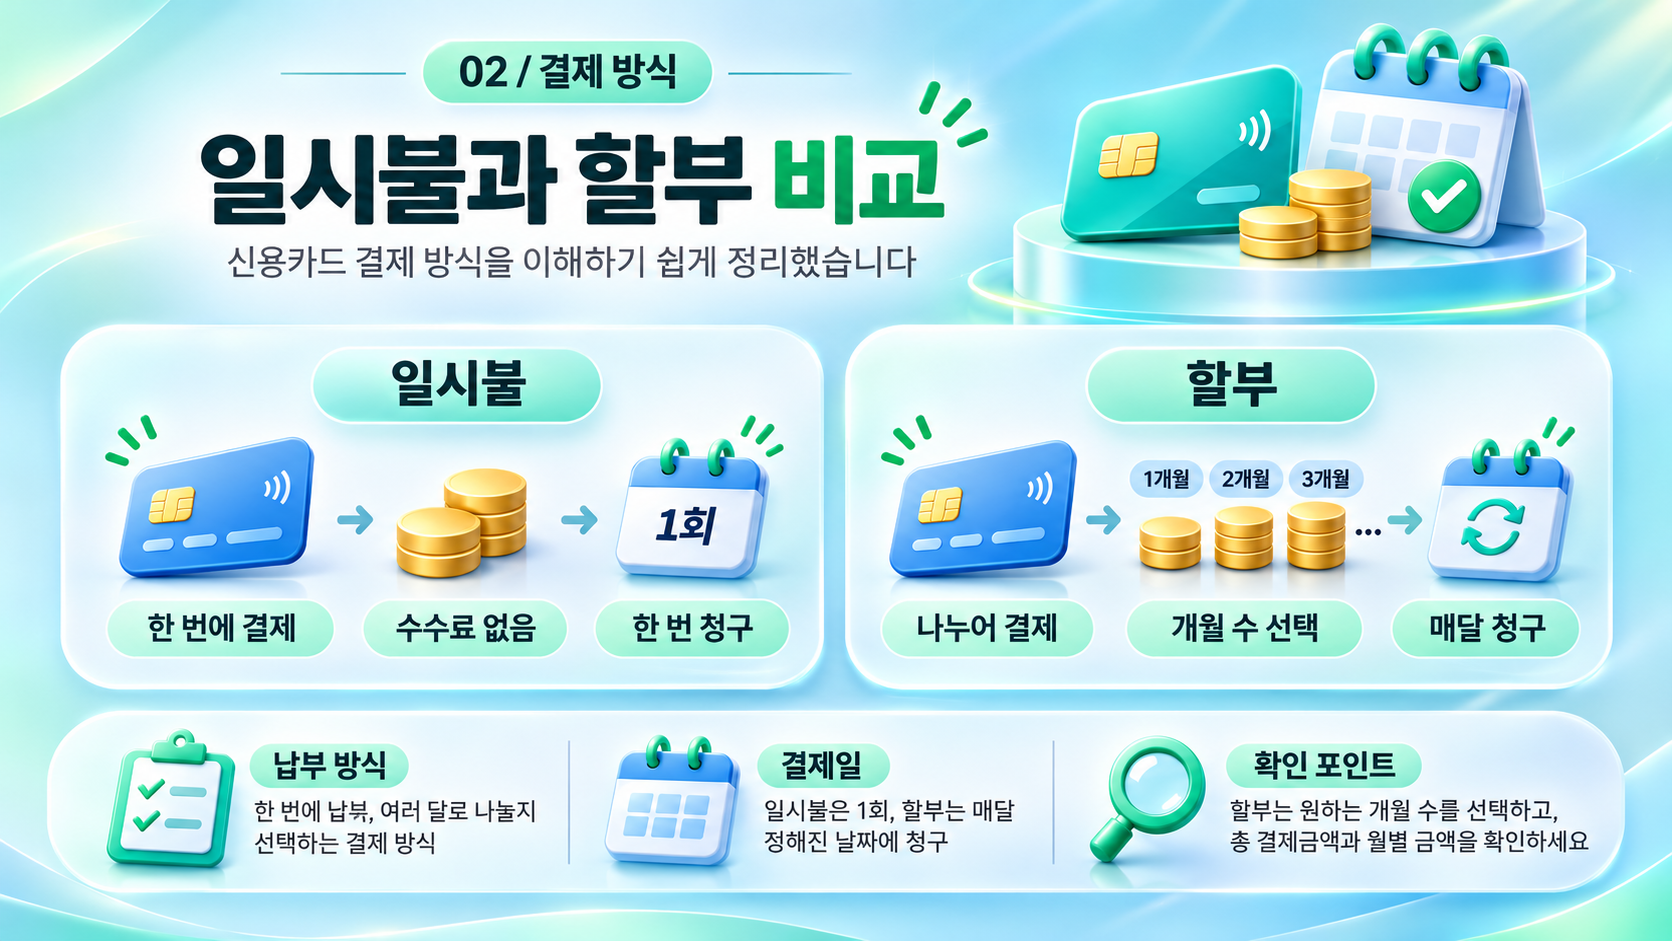 02 / 결제 방식
일시불과 할부 비교
신용카드 결제 방식을 이해하기 쉽게 정리했습니다
일시불
1회
한 번에 결제
수수료 없음
한 번 청구
할부
1개월
2개월
3개월
...
나누어 결제
개월 수 선택
매달 청구
납부 방식
한 번에 납부, 여러 달로 나눌지
선택하는 결제 방식
결제일
일시불은 1회, 할부는 매달
정해진 날짜에 청구
확인 포인트
할부는 원하는 개월 수를 선택하고,
총 결제금액과 월별 금액을 확인하세요